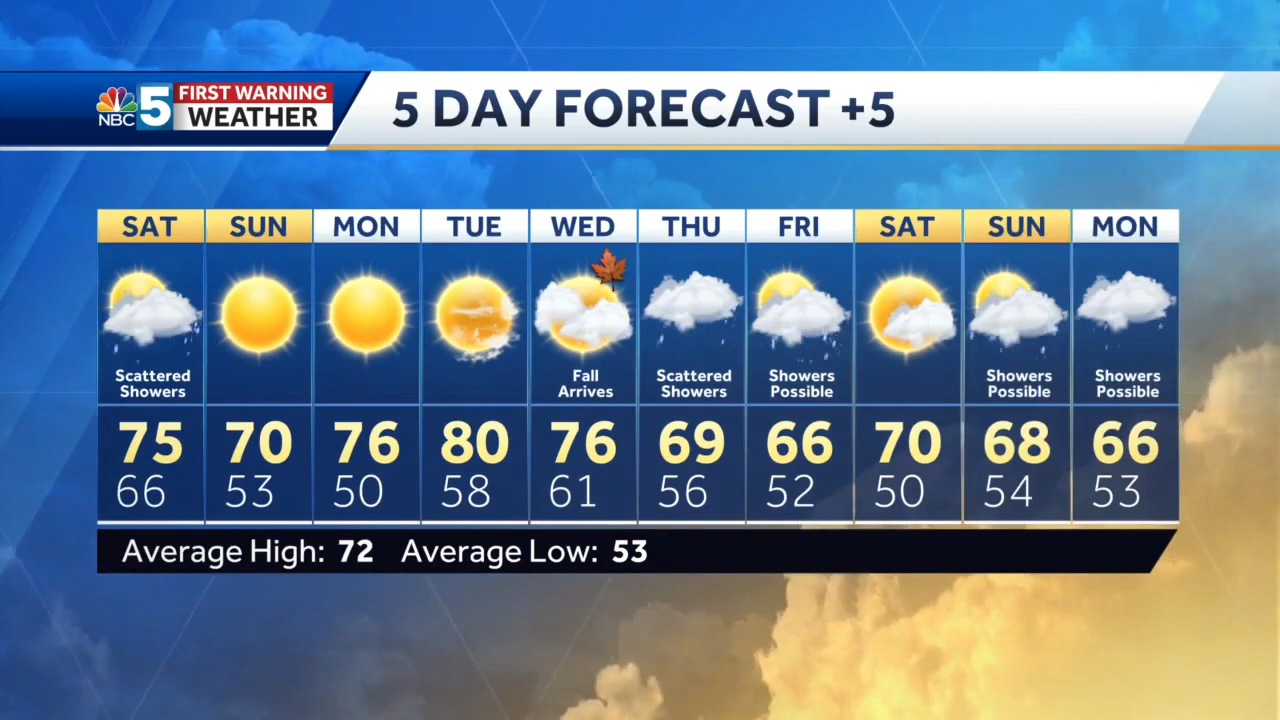 NBC 5 FIRST WARNING WEATHER
5 DAY FORECAST +5
SAT SUN MON TUE WED THU FRI SAT SUN MON
Scattered Showers Fall Arrives Scattered Showers Showers Possible Showers Possible Showers Possible
75 70 76 80 76 69 66 70 68 66
66 53 50 58 61 56 52 50 54 53
Average High: 72 Average Low: 53